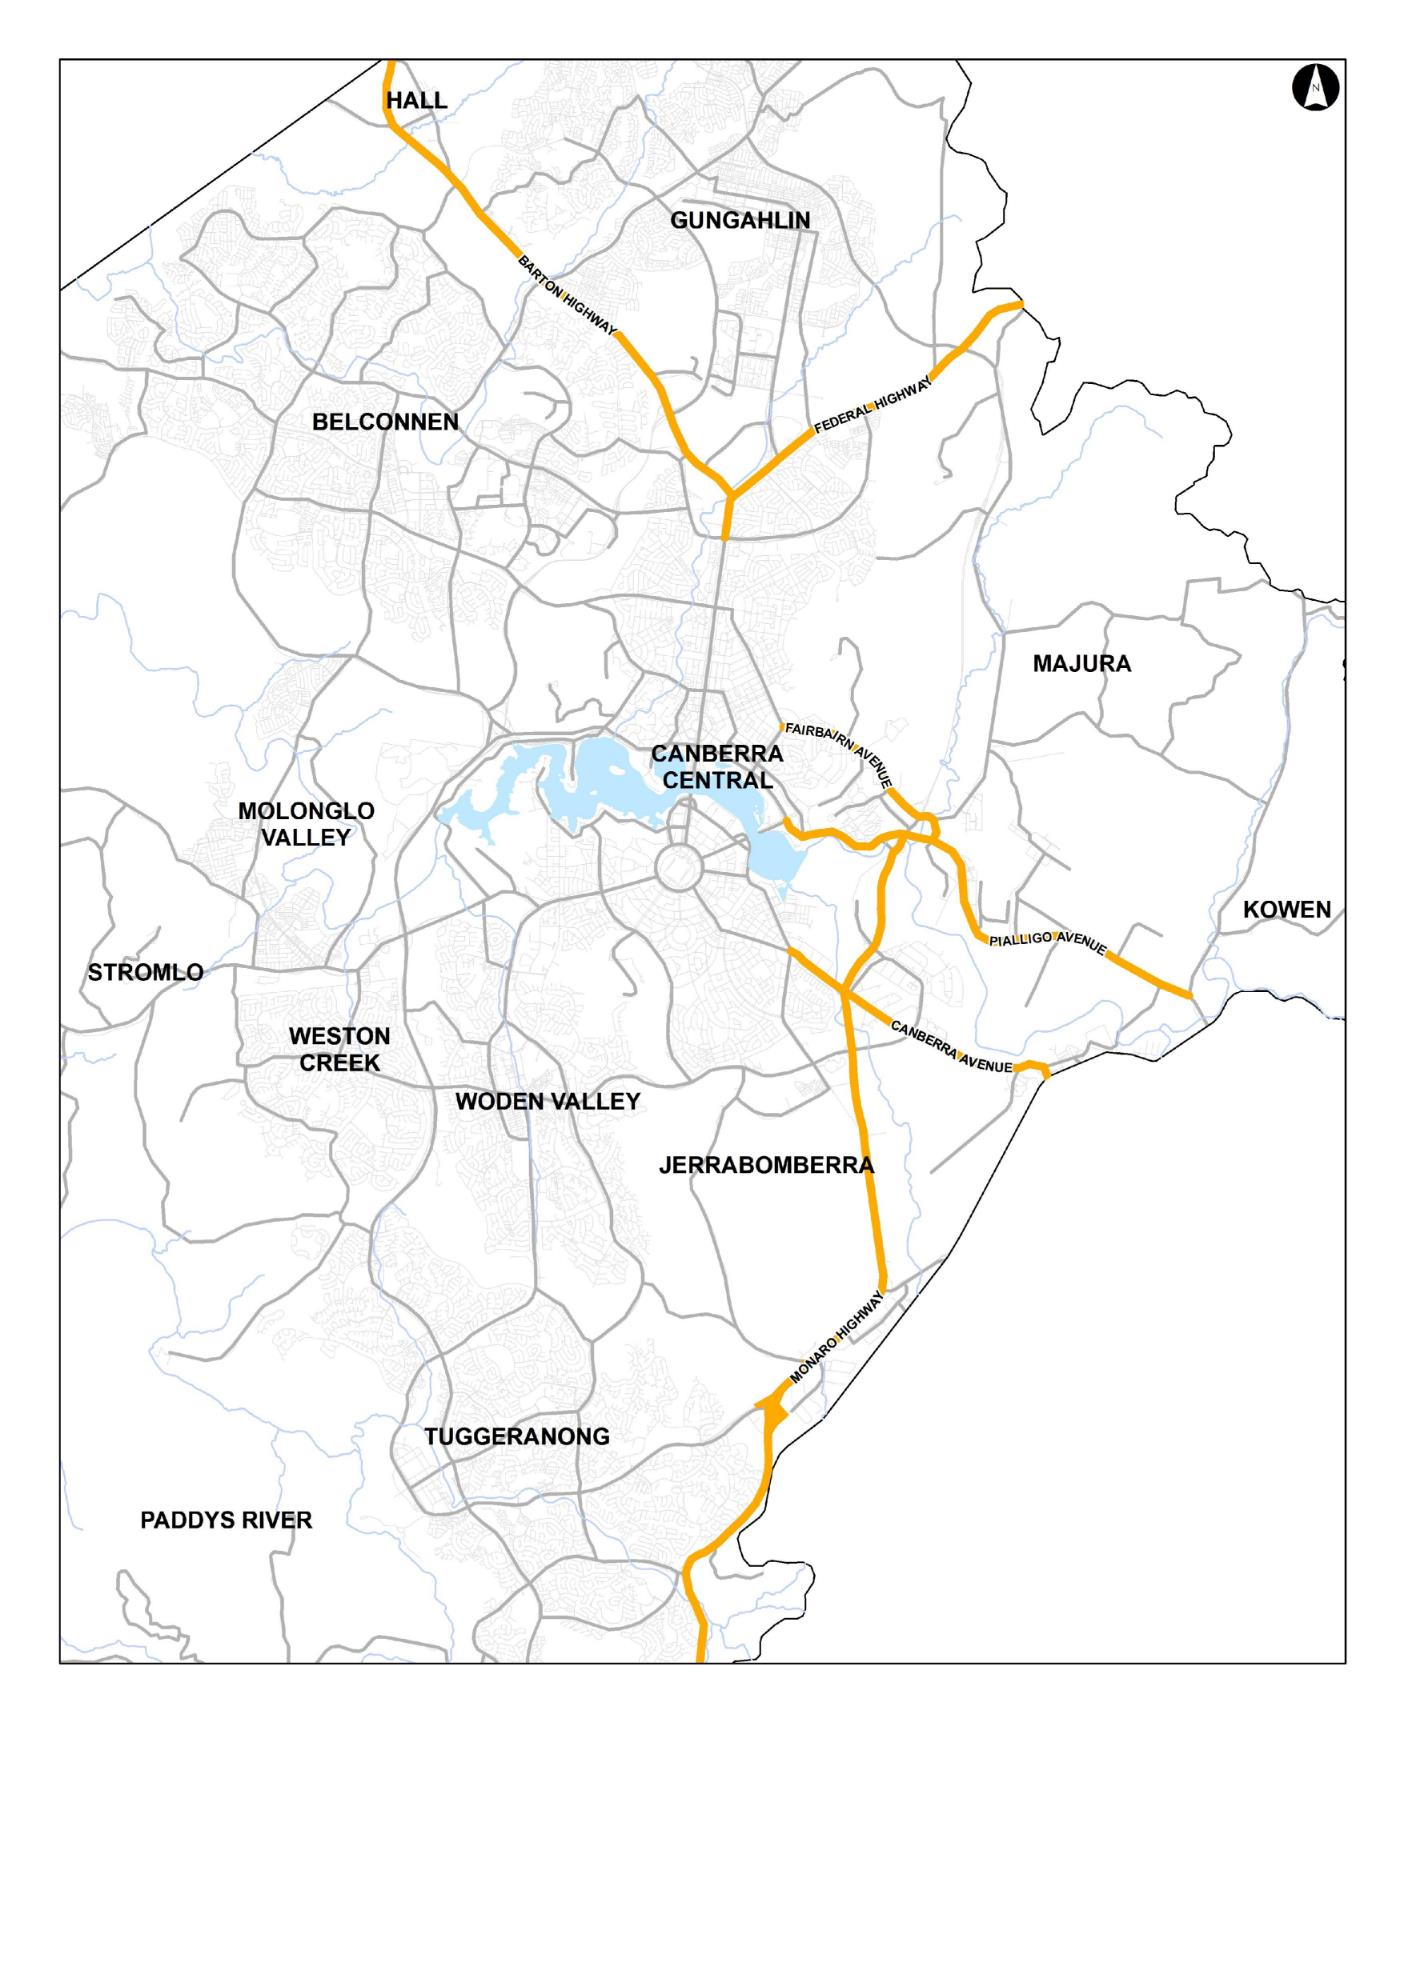 N
HALL
GUNGAHLIN
BARTON HIGHWAY
FEDERAL HIGHWAY
BELCONNEN
MAJURA
FAIRBAIRN AVENUE
CANBERRA
CENTRAL
MOLONGLO
VALLEY
KOWEN
PIALLIGO AVENUE
STROMLO
WESTON
CREEK
CANBERRA AVENUE
WODEN VALLEY
JERRABOMBERRA
MONARO HIGHWAY
TUGGERANONG
PADDYS RIVER